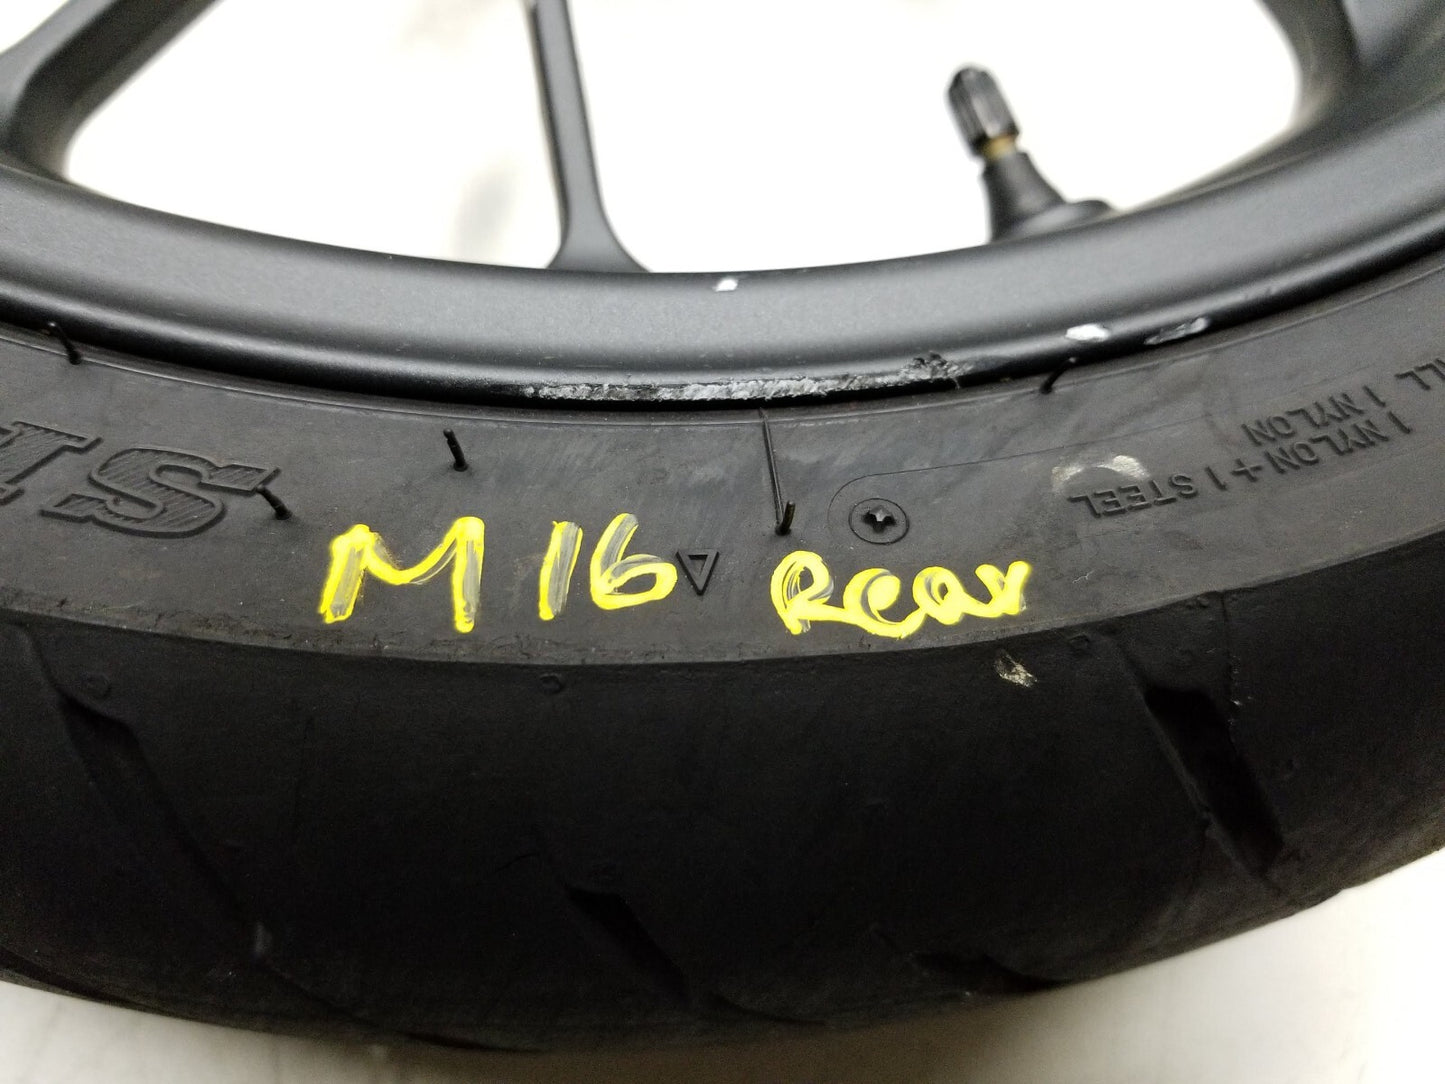 M16 Rear
1 NYLON + 1 STEEL
1 NYLON